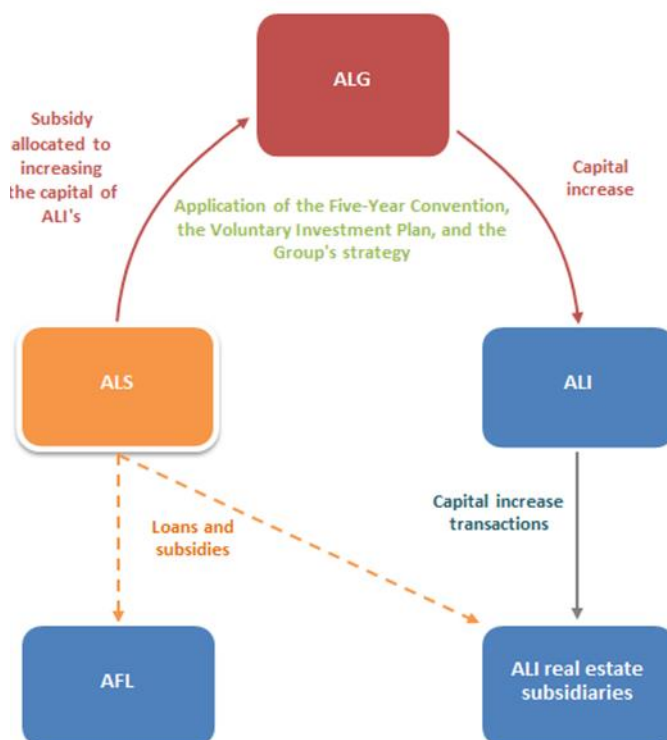 ALG
Subsidy
allocated to
increasing
the capital of
ALI's
Capital
increase
Application of the Five-Year Convention,
the Voluntary Investment Plan, and the
Group's strategy
ALS
ALI
Loans and
subsidies
Capital increase
transactions
AFL
ALI real estate
subsidiaries